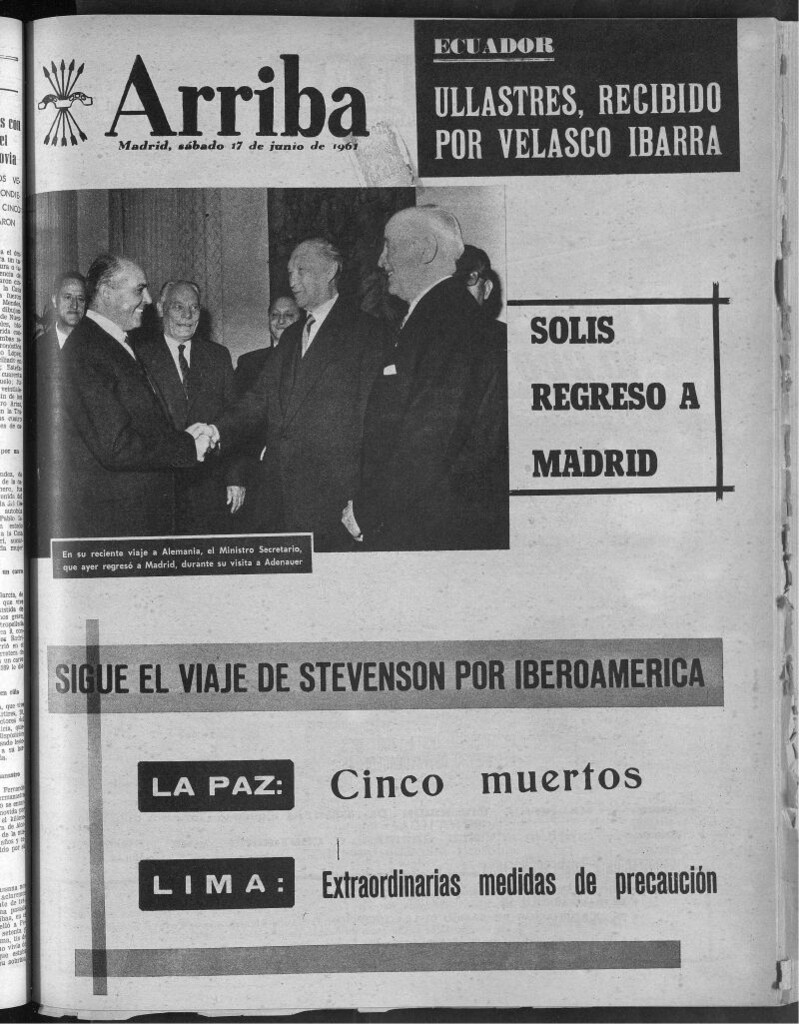 Arriba
Madrid, sábado 17 de junio de 1961
ECUADOR
ULLASTRES, RECIBIDO
POR VELASCO IBARRA
SOLIS
REGRESO A
MADRID
En su reciente viaje a Alemania, el Ministro Secretario,
que ayer regresó a Madrid, durante su visita a Adenauer
SIGUE EL VIAJE DE STEVENSON POR IBEROAMERICA
LA PAZ: Cinco muertos
LIMA: Extraordinarias medidas de precaución